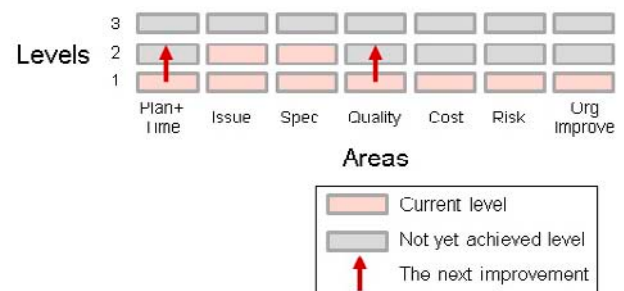 3
Levels 2
1
Plan+ Time Issue Spec Quality Cost Risk Org Improve
Areas
Current level
Not yet achieved level
The next improvement